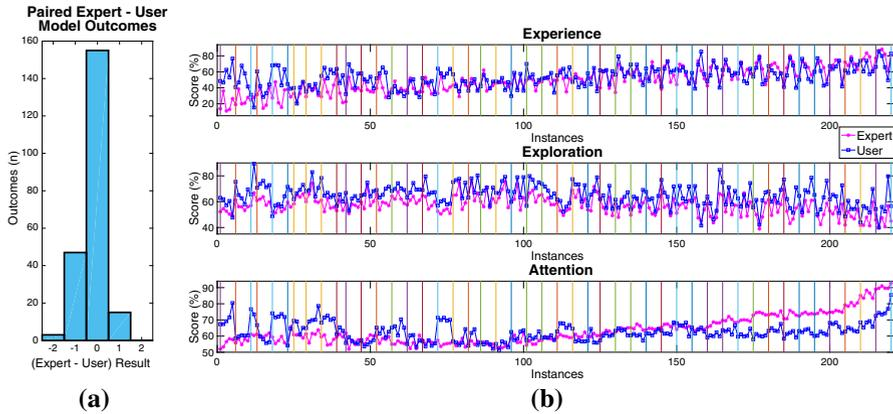 Paired Expert - User
Model Outcomes
160
140
120
100
80
60
40
20
0
Outcomes (n)
-2 -1 0 1 2
(Expert - User) Result
(a)
Experience
80
60
40
20
Score (%)
0 50 100 150 200
Instances
Expert
User
Exploration
80
60
40
Score (%)
0 50 100 150 200
Instances
Attention
90
80
70
60
50
Score (%)
0 50 100 150 200
Instances
(b)